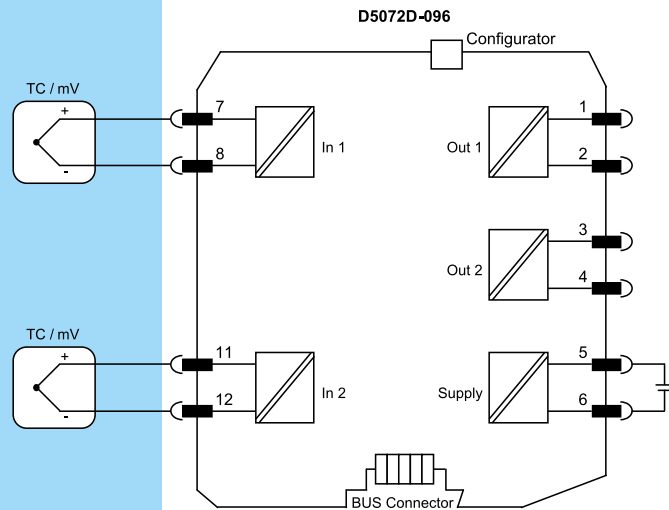 D5072D-096
Configurator
TC / mV
+
-
7
8
In 1
Out 1
1
2
Out 2
3
4
TC / mV
+
-
11
12
In 2
Supply
5
6
BUS Connector